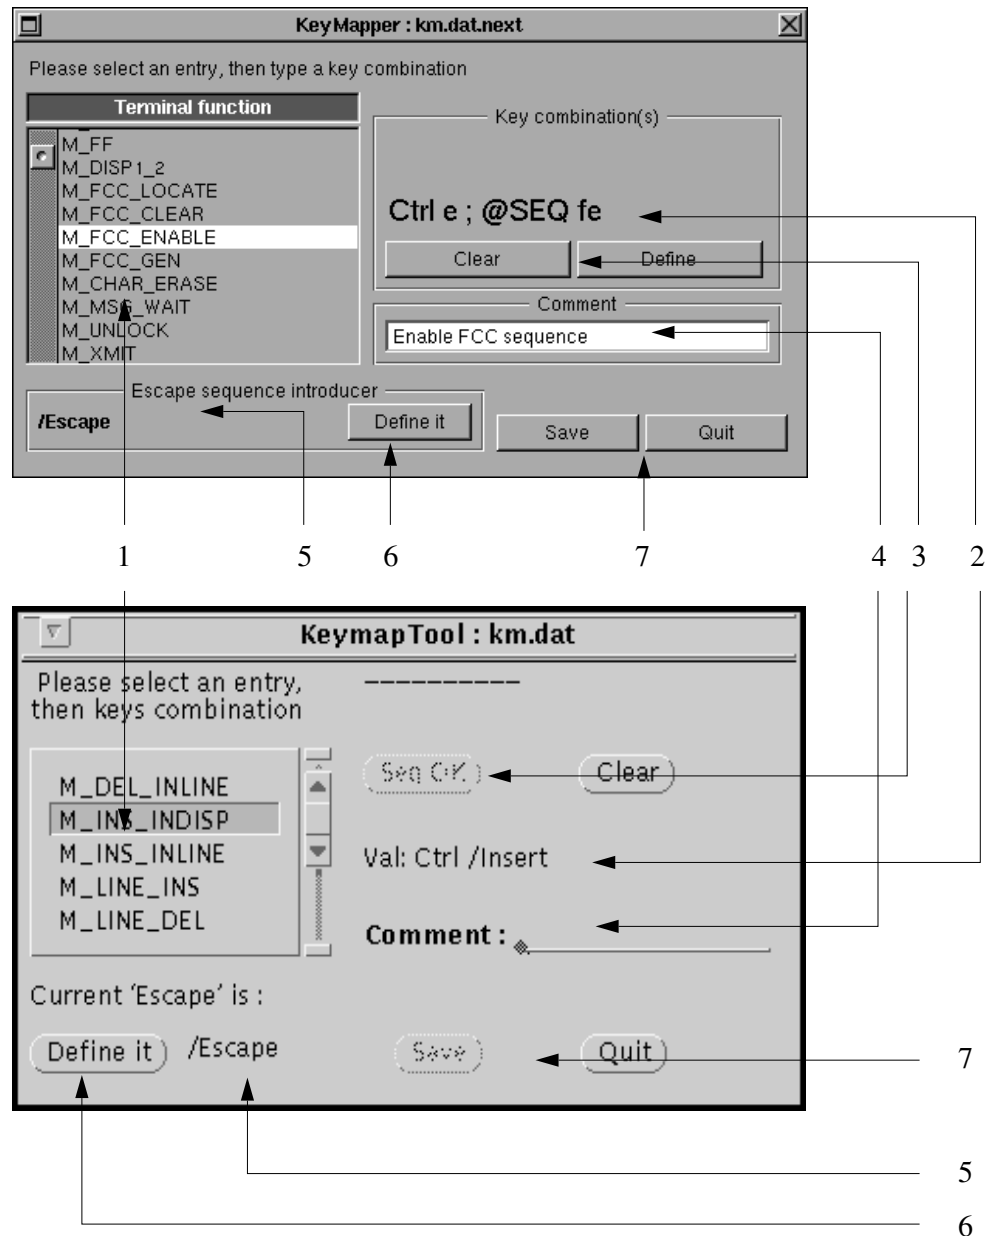 KeyMapper : km.dat.next
Please select an entry, then type a key combination
Terminal function
M_FF
M_DISP1_2
M_FCC_LOCATE
M_FCC_CLEAR
M_FCC_ENABLE
M_FCC_GEN
M_CHAR_ERASE
M_MSG_WAIT
M_UNLOCK
M_XMIT
Key combination(s)
Ctrl e ; @SEQ fe
Clear Define
Comment
Enable FCC sequence
Escape sequence introducer
/Escape Define it
Save Quit
1 5 6 7 4 3 2
KeymapTool : km.dat
Please select an entry,
then keys combination
----------
M_DEL_INLINE
M_INS_INDISP
M_INS_INLINE
M_LINE_INS
M_LINE_DEL
Seq OK Clear
Val: Ctrl /Insert
Comment :
Current 'Escape' is :
Define it /Escape Save Quit
7
5
6